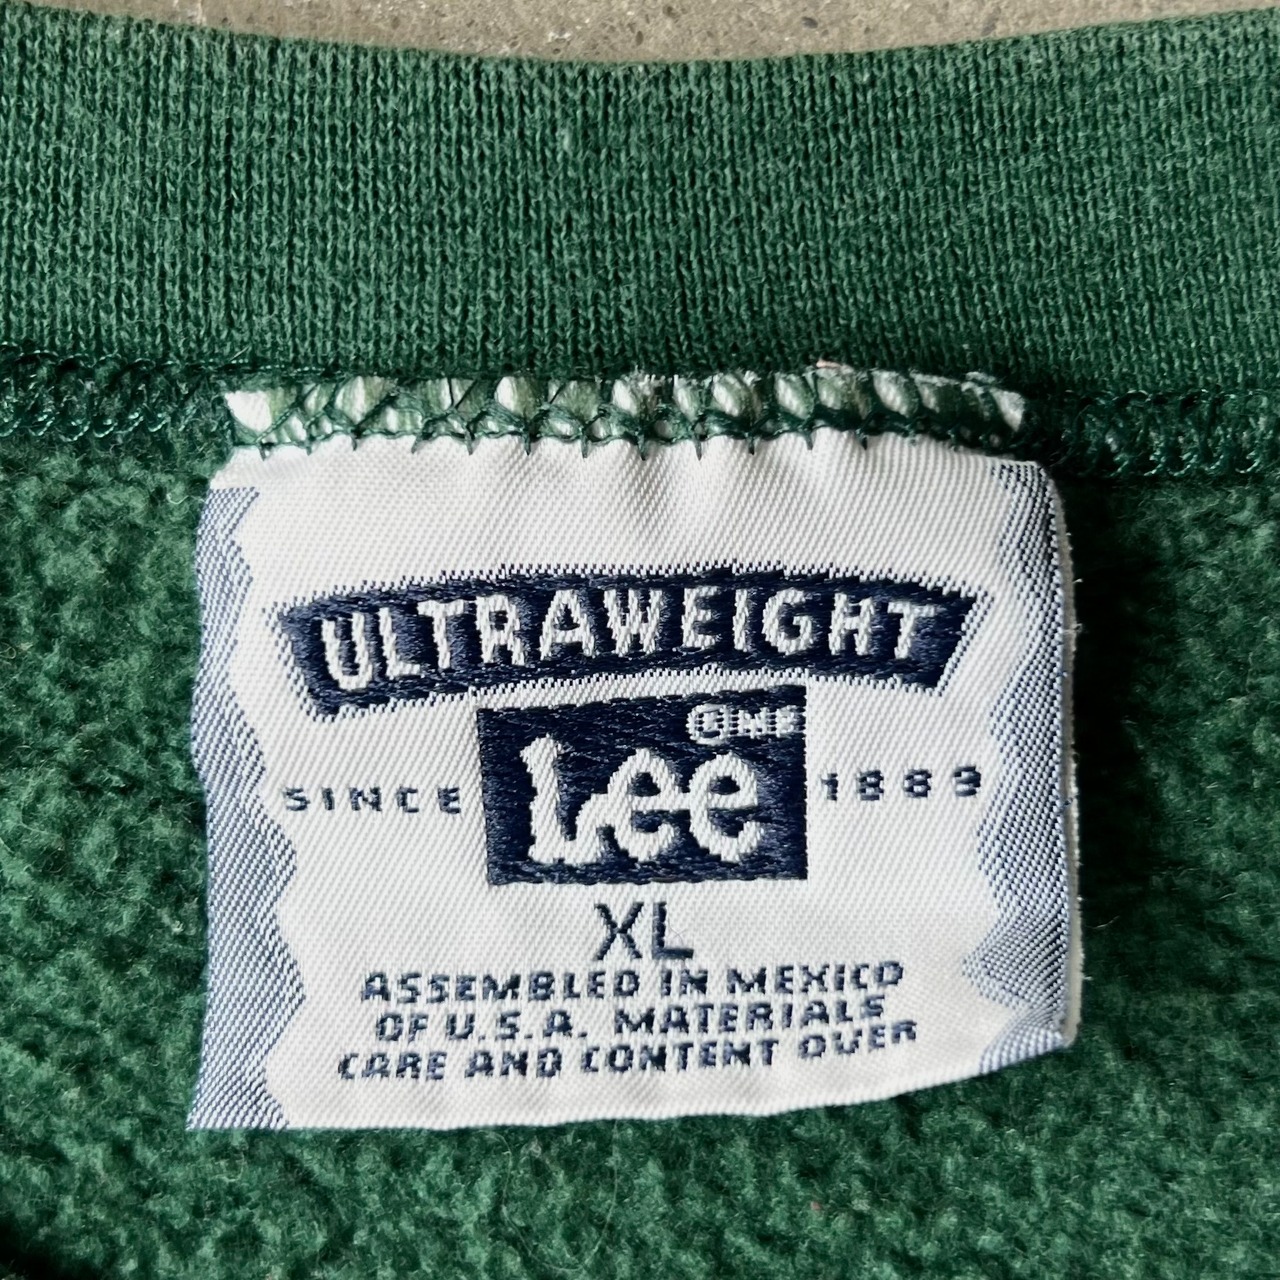 ULTRAWEIGHT
SINCE Lee 1889
XL
ASSEMBLED IN MEXICO
OF U.S.A. MATERIALS
CARE AND CONTENT OVER